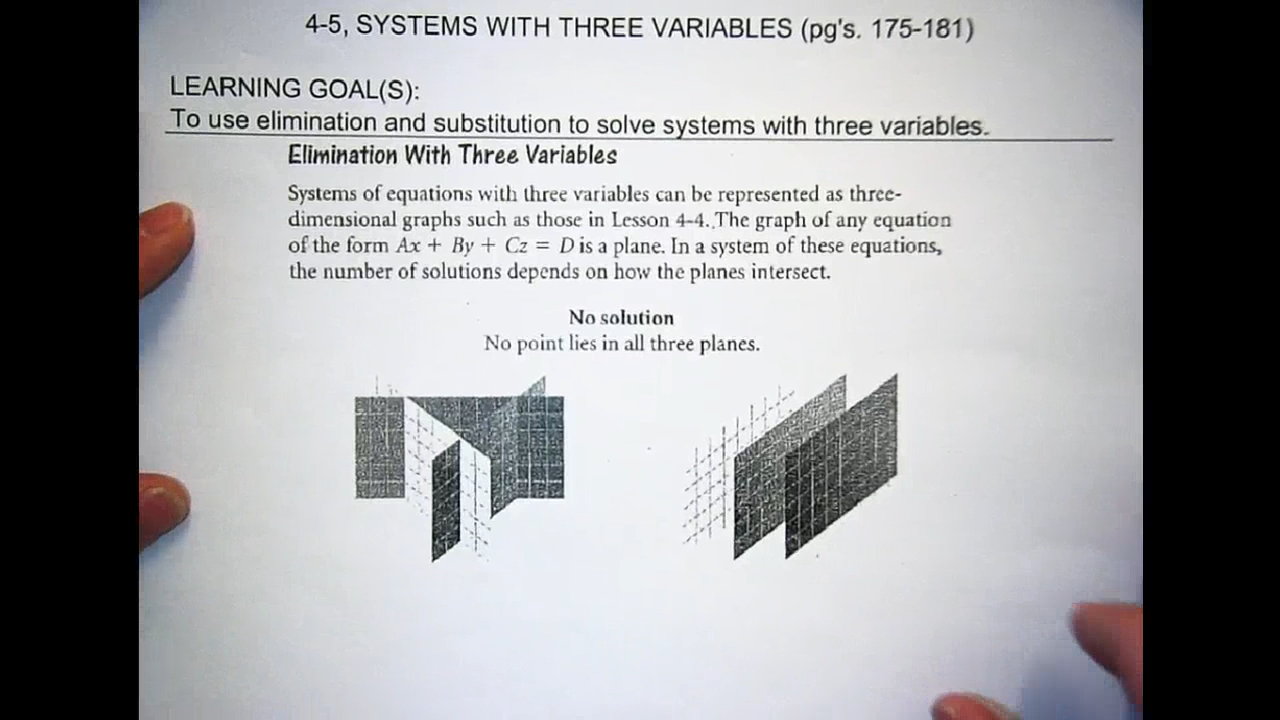 4-5, SYSTEMS WITH THREE VARIABLES (pg's. 175-181)
LEARNING GOAL(S):
To use elimination and substitution to solve systems with three variables.
Elimination With Three Variables
Systems of equations with three variables can be represented as three-
dimensional graphs such as those in Lesson 4-4. The graph of any equation
of the form Ax + By + Cz = D is a plane. In a system of these equations,
the number of solutions depends on how the planes intersect.
No solution
No point lies in all three planes.